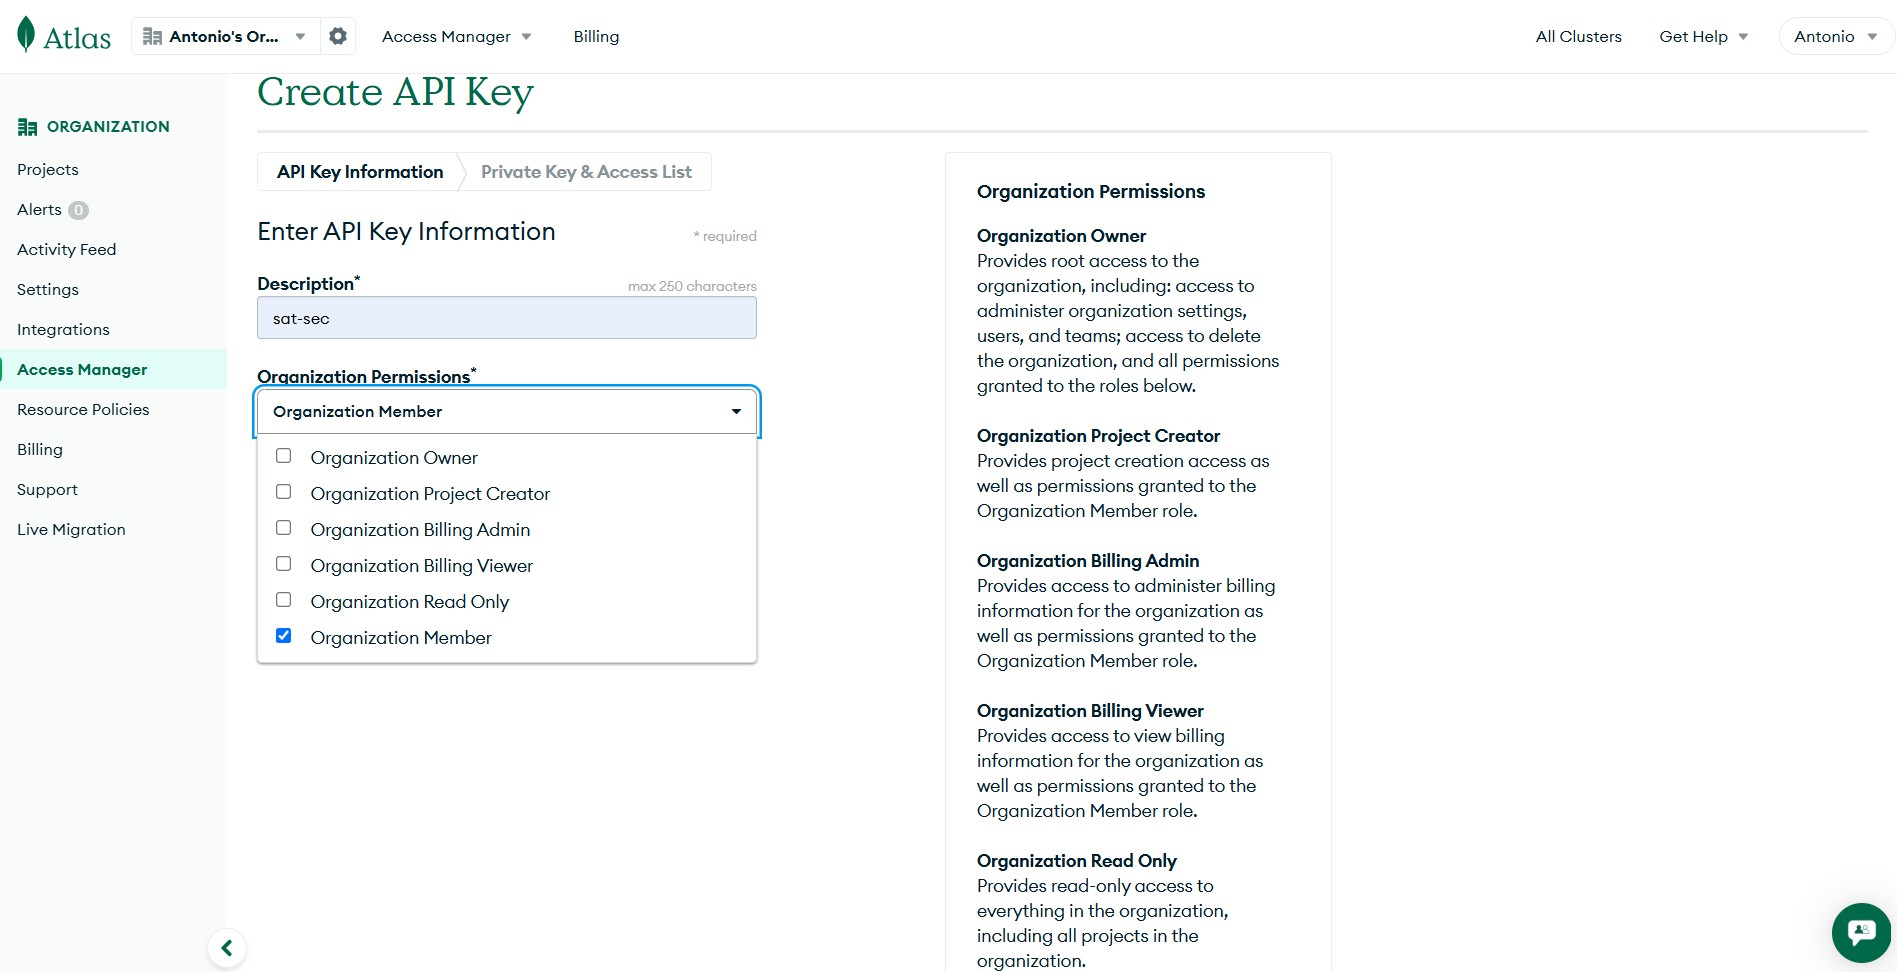 Atlas
Antonio's Or...
Access Manager
Billing
All Clusters
Get Help
Antonio
Create API Key
ORGANIZATION
Projects
Alerts 0
Activity Feed
Settings
Integrations
Access Manager
Resource Policies
Billing
Support
Live Migration
API Key Information
Private Key & Access List
Enter API Key Information
* required
Description*
max 250 characters
sat-sec
Organization Permissions*
Organization Member
Organization Owner
Organization Project Creator
Organization Billing Admin
Organization Billing Viewer
Organization Read Only
Organization Member
Organization Permissions
Organization Owner
Provides root access to the
organization, including: access to
administer organization settings,
users, and teams; access to delete
the organization, and all permissions
granted to the roles below.
Organization Project Creator
Provides project creation access as
well as permissions granted to the
Organization Member role.
Organization Billing Admin
Provides access to administer billing
information for the organization as
well as permissions granted to the
Organization Member role.
Organization Billing Viewer
Provides access to view billing
information for the organization as
well as permissions granted to the
Organization Member role.
Organization Read Only
Provides read-only access to
everything in the organization,
including all projects in the
organization.